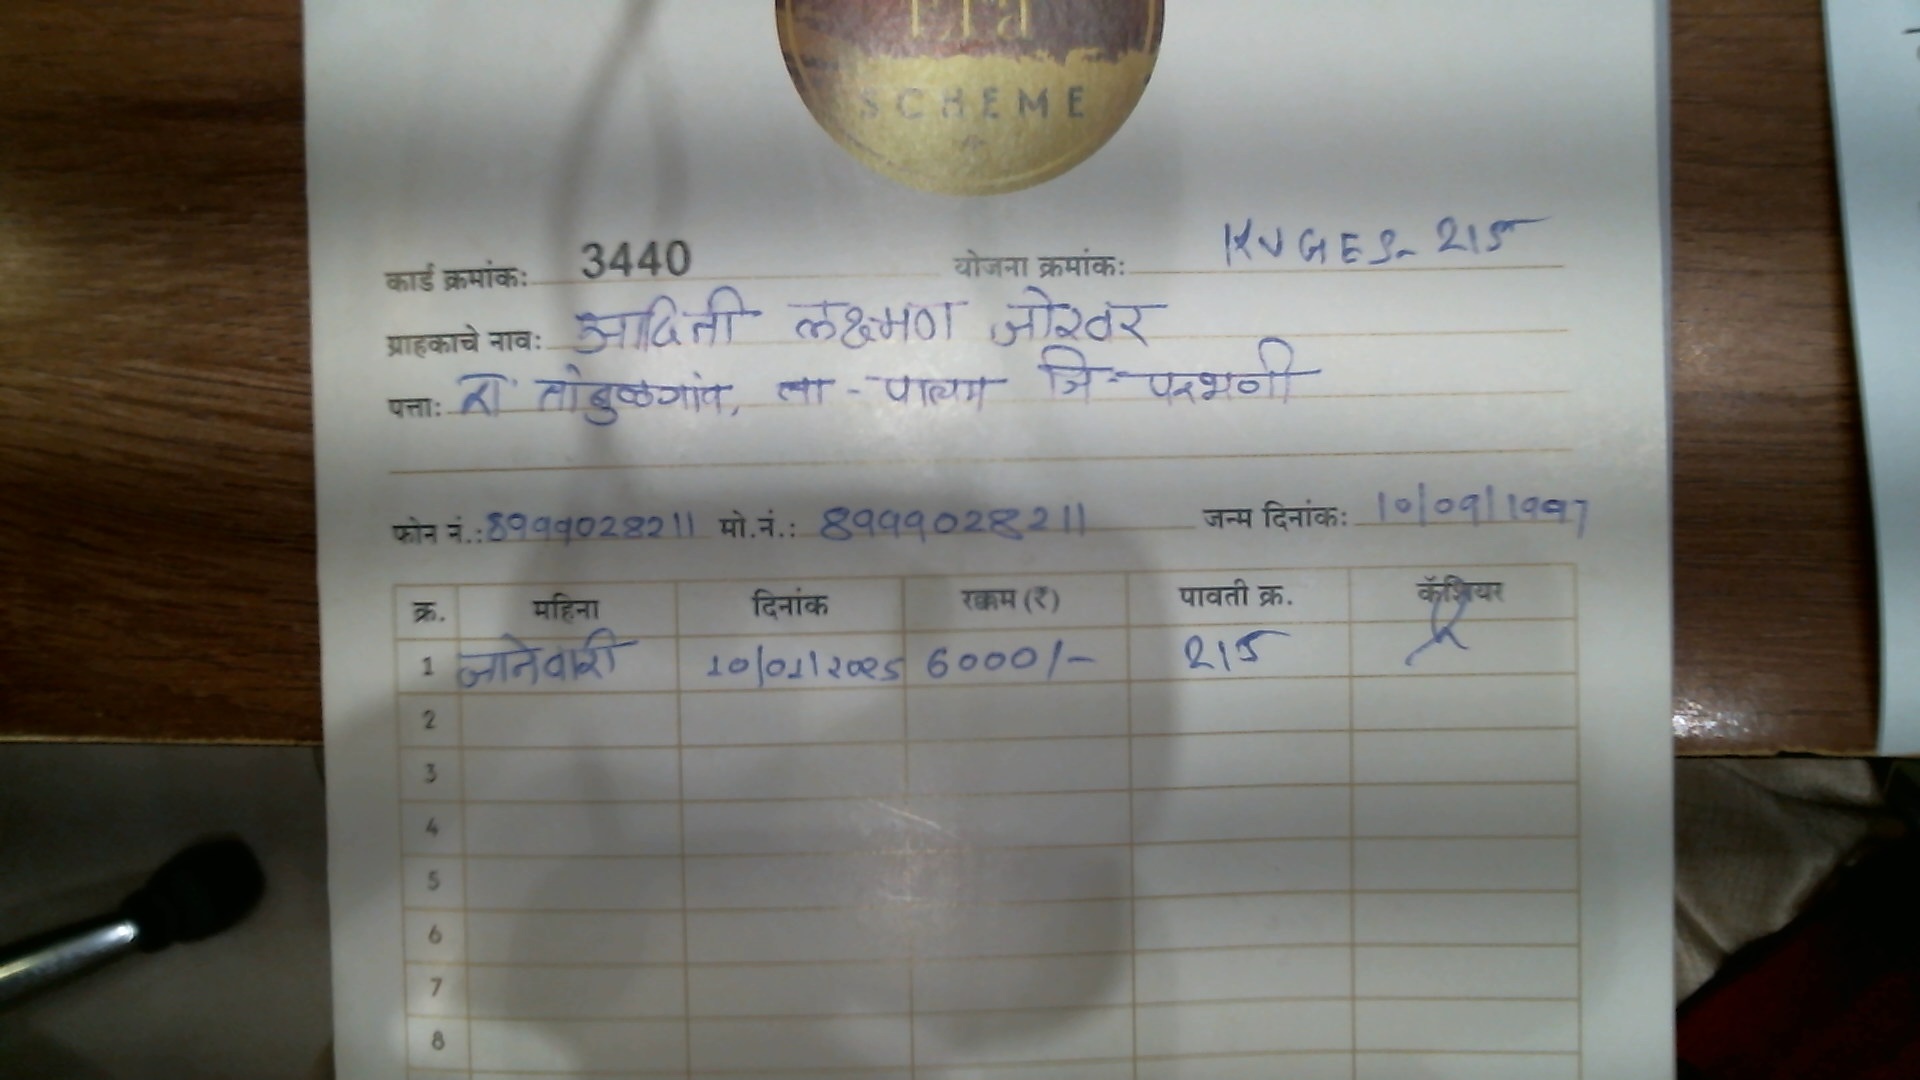 Era
SCHEME
कार्ड क्रमांक: 3440 योजना क्रमांक: KVGES-215
ग्राहकाचे नाव: आदिती लक्ष्मण जोरवर
पत्ता: रा. तांबुळगांव, ता - पालम जि - परभणी
फोन नं.: 8999028211 मो.नं.: 8999028211 जन्म दिनांक: 10/09/1997
क्र. महिना दिनांक रक्कम (₹) पावती क्र. कॅशियर
1 जानेवारी 10/01/2025 6000/- 215
2
3
4
5
6
7
8